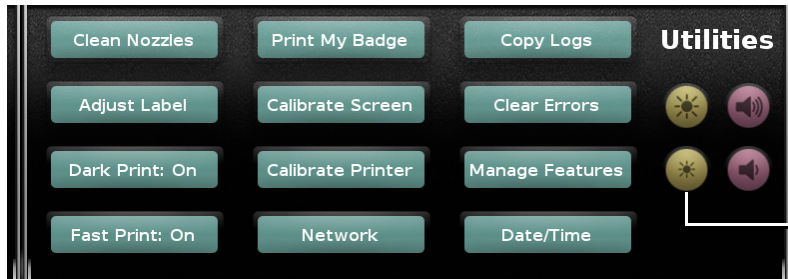 Clean Nozzles
Print My Badge
Copy Logs
Utilities
Adjust Label
Calibrate Screen
Clear Errors
Dark Print: On
Calibrate Printer
Manage Features
Fast Print: On
Network
Date/Time